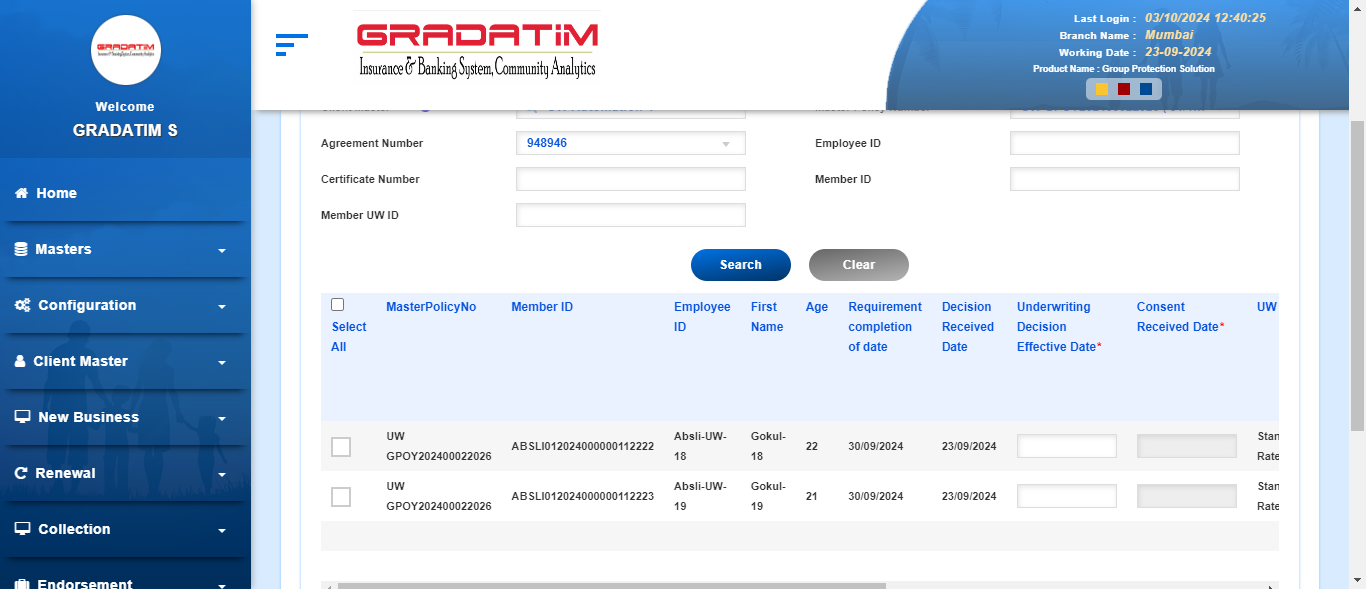 GRADATIM
Insurance & Banking System, Community Analytics
Welcome
GRADATIM S
Home
Masters
Configuration
Client Master
New Business
Renewal
Collection
Endorsement
GRADATIM
Insurance & Banking System, Community Analytics
Last Login : 03/10/2024 12:40:25
Branch Name : Mumbai
Working Date : 23-09-2024
Product Name : Group Protection Solution
Agreement Number 948946 Employee ID
Certificate Number Member ID
Member UW ID
Search Clear
Select All MasterPolicyNo Member ID Employee ID First Name Age Requirement completion of date Decision Received Date Underwriting Decision Effective Date* Consent Received Date* UW
UW GPOY202400022026 ABSLI012024000000112222 Absli-UW-18 Gokul-18 22 30/09/2024 23/09/2024 Stan Rate
UW GPOY202400022026 ABSLI012024000000112223 Absli-UW-19 Gokul-19 21 30/09/2024 23/09/2024 Stan Rate